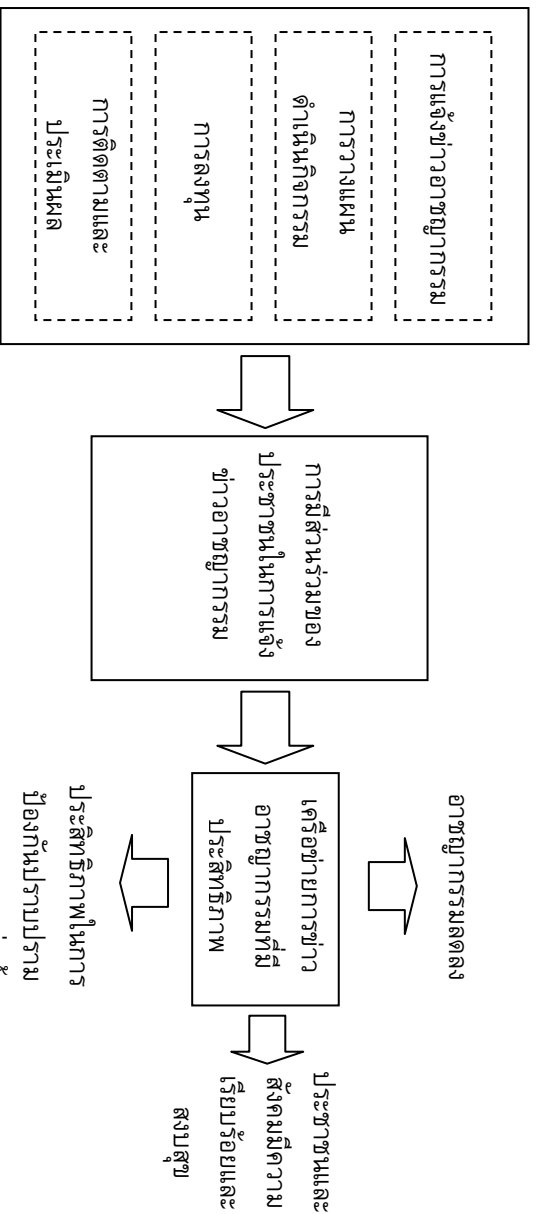 การแจ้งข่าวอาชญากรรม
การวางแผน
ดำเนินกิจกรรม
การลงทุน
การติดตามและ
ประเมินผล
การมีส่วนร่วมของ
ประชาชนในการแจ้ง
ข่าวอาชญากรรม
อาชญากรรมลดลง
เครือข่ายการข่าว
อาชญากรรมที่มี
ประสิทธิภาพ
ประสิทธิภาพในการ
ป้องกันปราบปราม
ประชาชนและ
สังคมมีความ
เรียบร้อยและ
สงบสุข